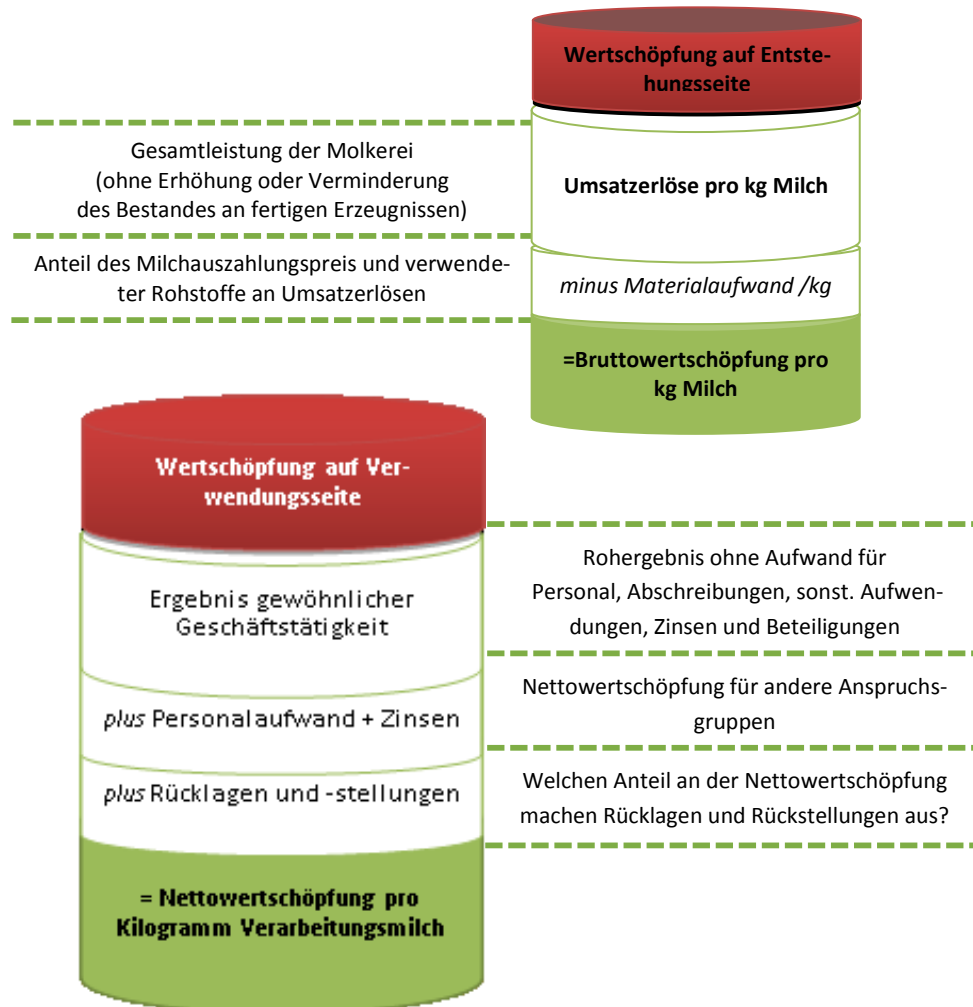 Wertschöpfung auf Entste-
hungsseite
Gesamtleistung der Molkerei
(ohne Erhöhung oder Verminderung
des Bestandes an fertigen Erzeugnissen)
Umsatzerlöse pro kg Milch
Anteil des Milchauszahlungspreis und verwende-
ter Rohstoffe an Umsatzerlösen
minus Materialaufwand /kg
=Bruttowertschöpfung pro
kg Milch
Wertschöpfung auf Ver-
wendungsseite
Ergebnis gewöhnlicher
Geschäftstätigkeit
Rohergebnis ohne Aufwand für
Personal, Abschreibungen, sonst. Aufwen-
dungen, Zinsen und Beteiligungen
plus Personalaufwand + Zinsen
Nettowertschöpfung für andere Anspruchs-
gruppen
plus Rücklagen und -stellungen
Welchen Anteil an der Nettowertschöpfung
machen Rücklagen und Rückstellungen aus?
= Nettowertschöpfung pro
Kilogramm Verarbeitungsmilch